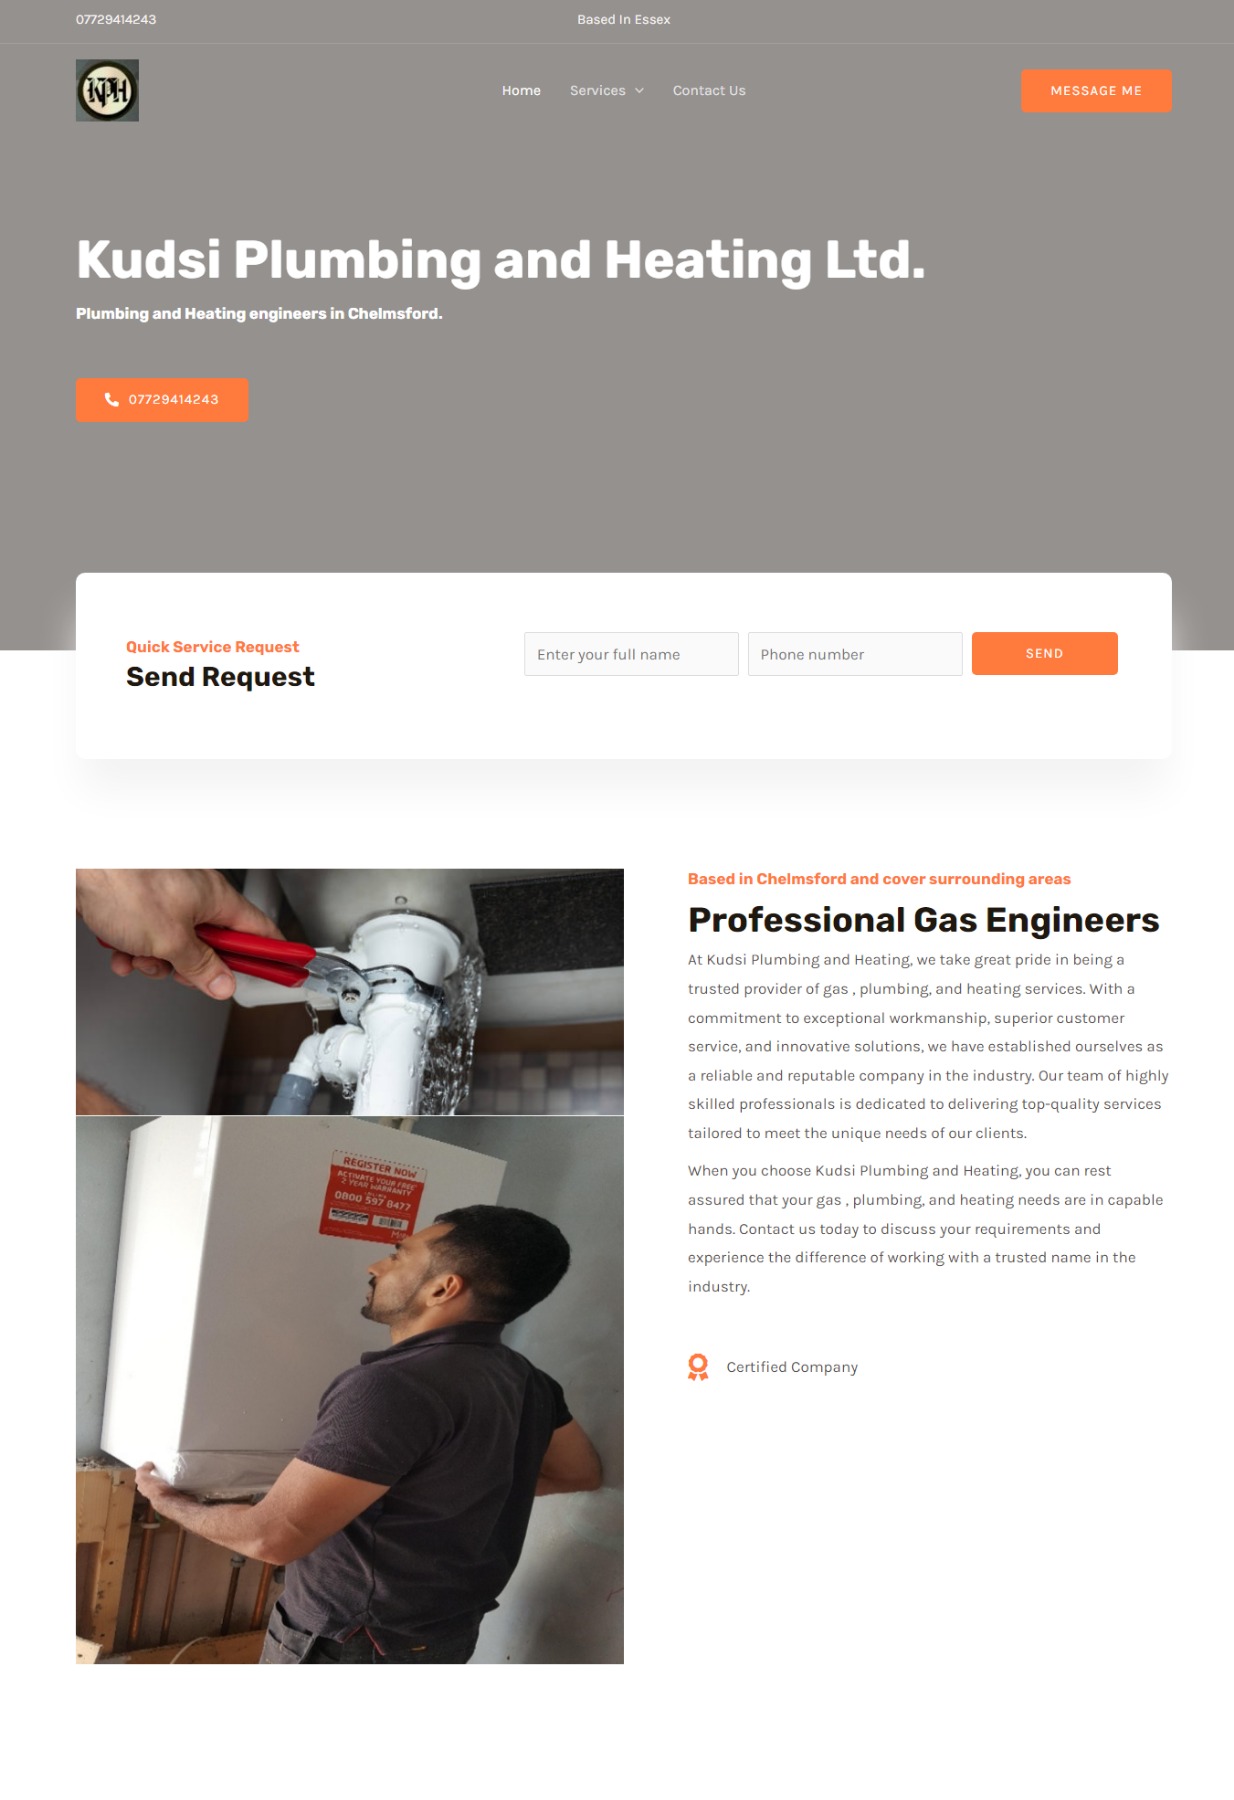 07729414243
Based In Essex
KPH
Home
Services
Contact Us
MESSAGE ME
Kudsi Plumbing and Heating Ltd.
Plumbing and Heating engineers in Chelmsford.
07729414243
Quick Service Request
Send Request
Enter your full name
Phone number
SEND
Based in Chelmsford and cover surrounding areas
Professional Gas Engineers
At Kudsi Plumbing and Heating, we take great pride in being a
trusted provider of gas , plumbing, and heating services. With a
commitment to exceptional workmanship, superior customer
service, and innovative solutions, we have established ourselves as
a reliable and reputable company in the industry. Our team of highly
skilled professionals is dedicated to delivering top-quality services
tailored to meet the unique needs of our clients.
When you choose Kudsi Plumbing and Heating, you can rest
assured that your gas , plumbing, and heating needs are in capable
hands. Contact us today to discuss your requirements and
experience the difference of working with a trusted name in the
industry.
Certified Company
REGISTER NOW
ACTIVATE YOUR FREE
2 YEAR WARRANTY
0800 597 8477